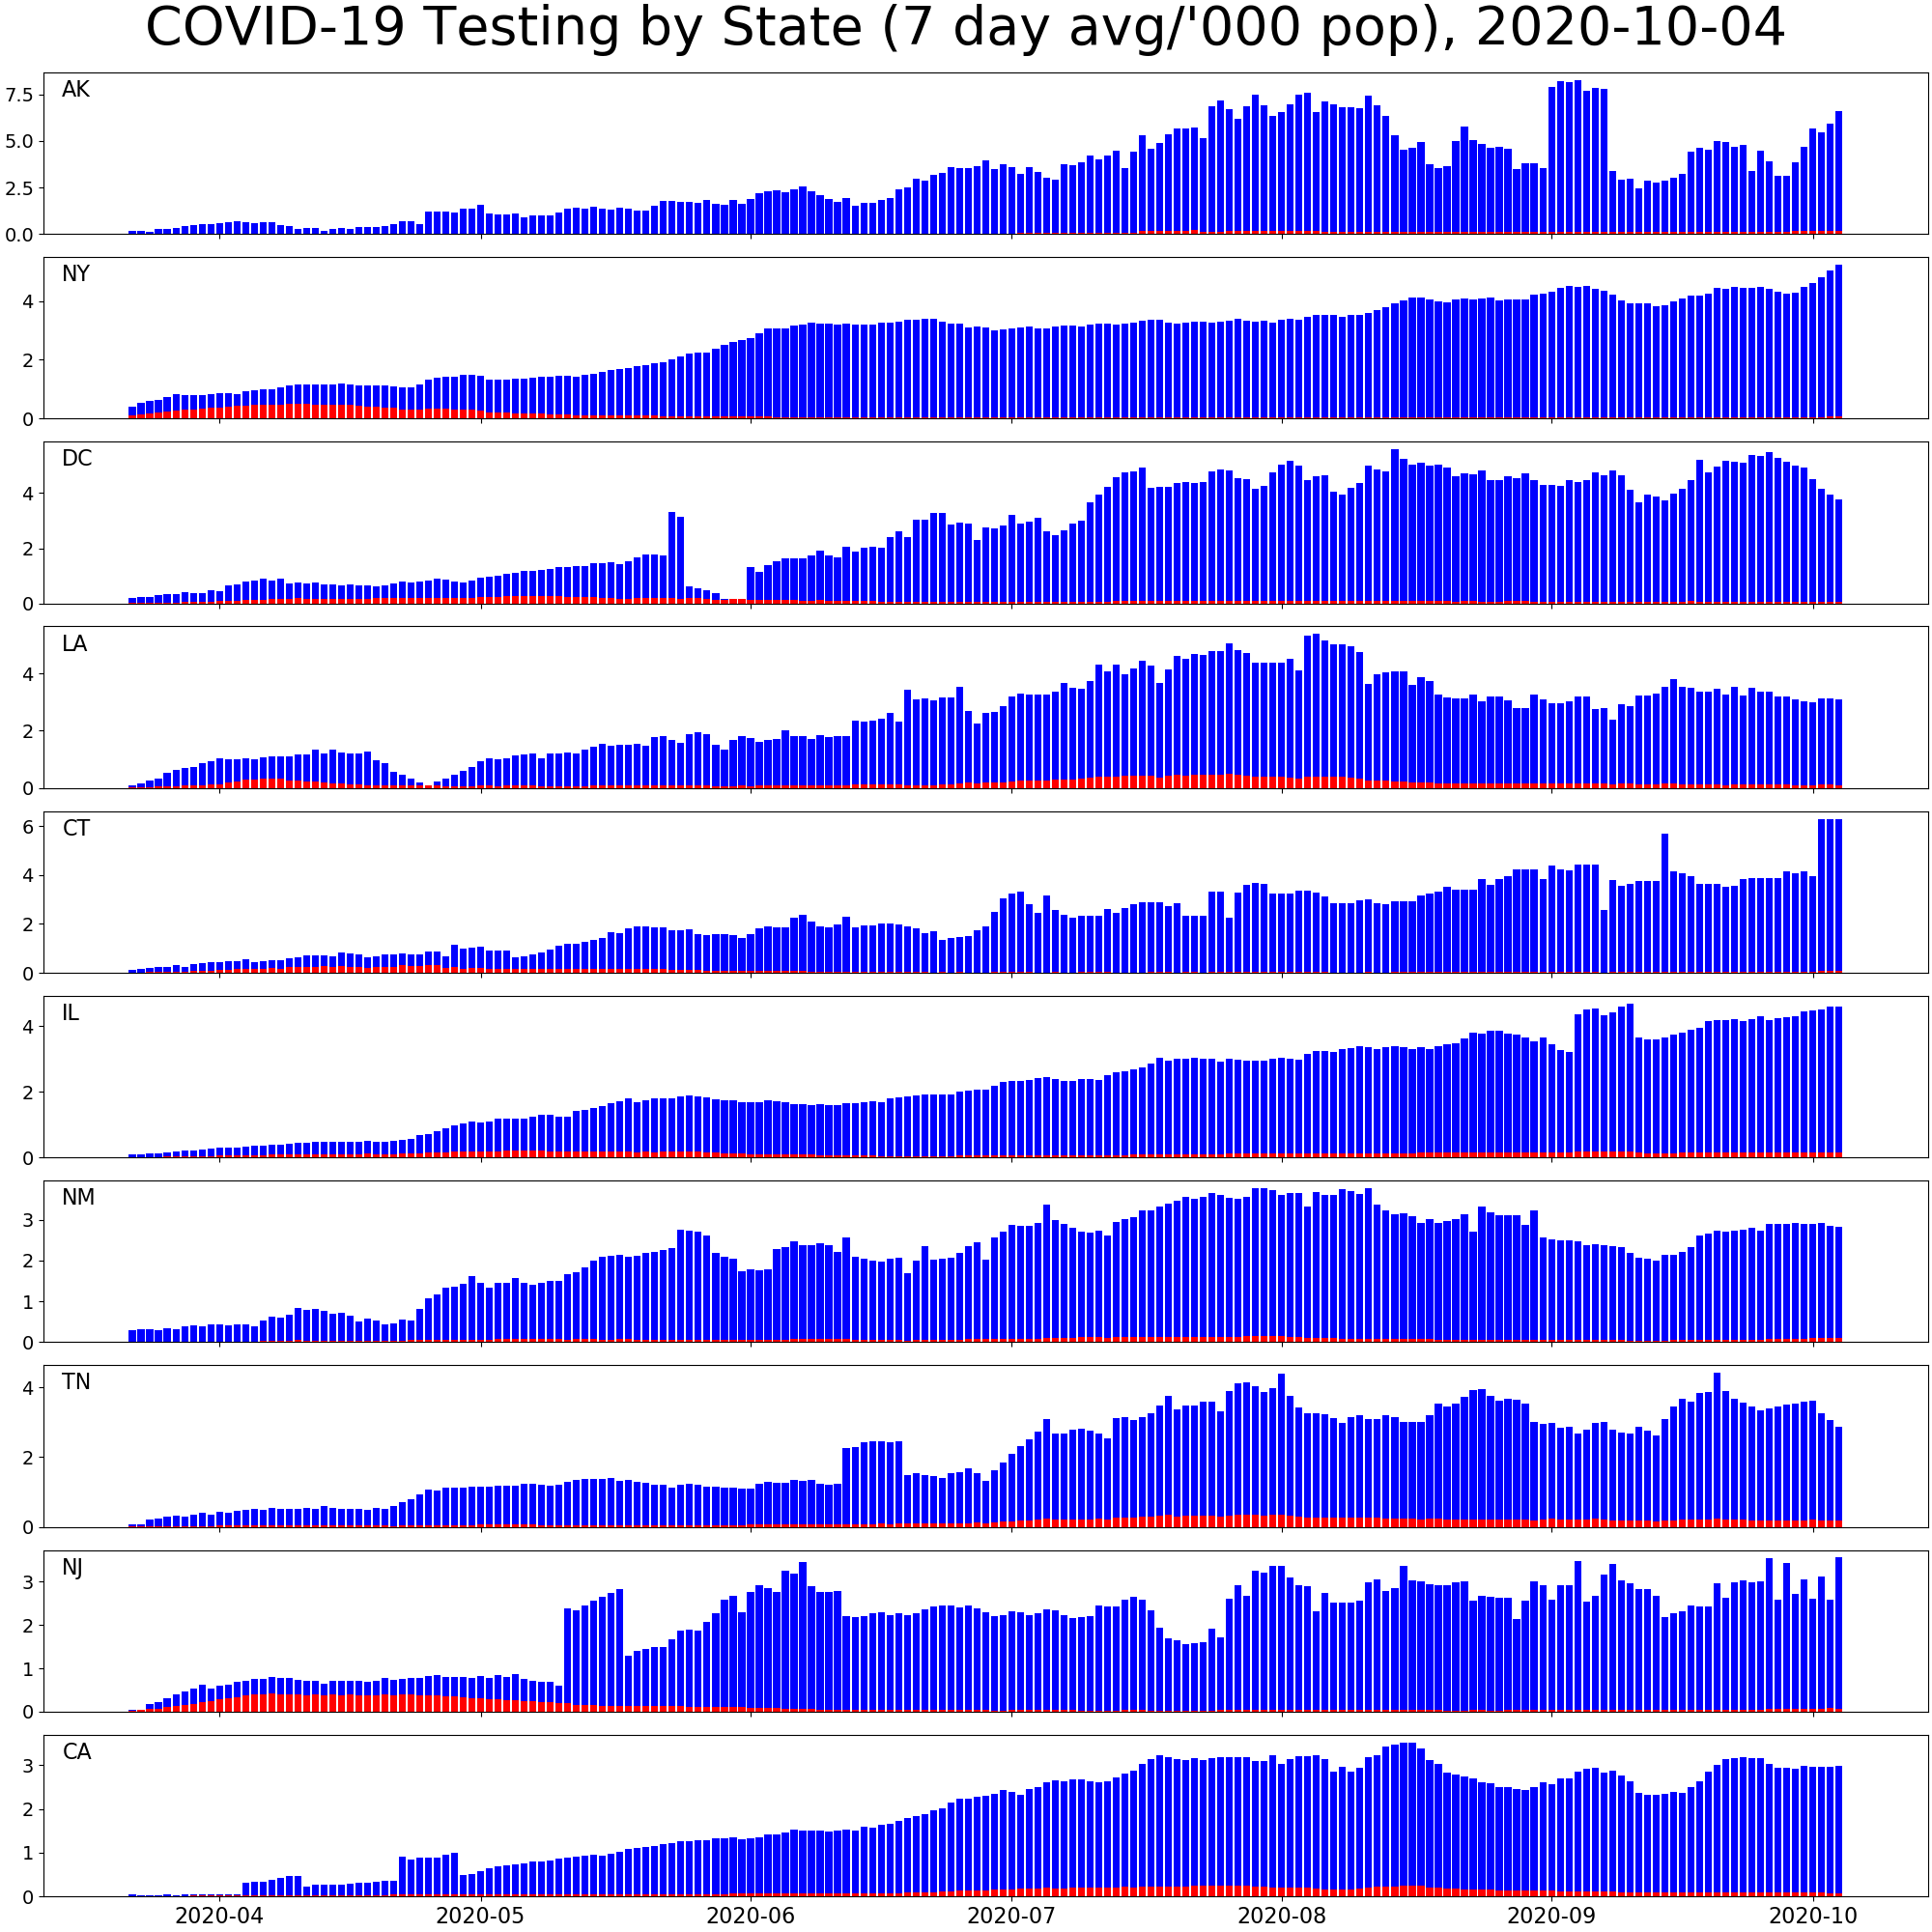 COVID-19 Testing by State (7 day avg/'000 pop), 2020-10-04
AK
7.5
5.0
2.5
0.0
NY
4
2
0
DC
4
2
0
LA
4
2
0
CT
6
4
2
0
IL
4
2
0
NM
3
2
1
0
TN
4
2
0
NJ
3
2
1
0
CA
3
2
1
0
2020-04 2020-05 2020-06 2020-07 2020-08 2020-09 2020-10